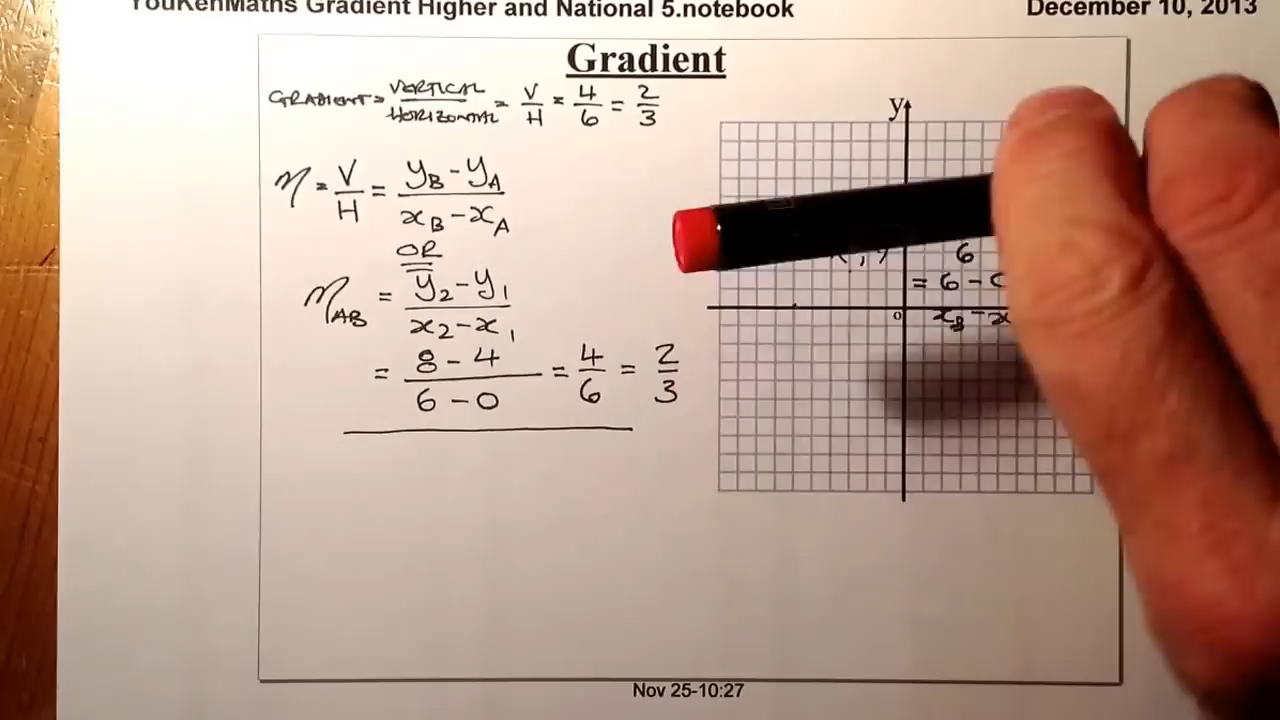 YouKenMaths Gradient Higher and National 5.notebook
December 10, 2013
Gradient
GRADIENT = VERTICAL / HORIZONTAL = V/H = 4/6 = 2/3
m = V/H = yB - yA / xB - xA
OR
mAB = y2 - y1 / x2 - x1
= 8 - 4 / 6 - 0 = 4/6 = 2/3
y
6
= 6 -
0
xB - x
Nov 25-10:27